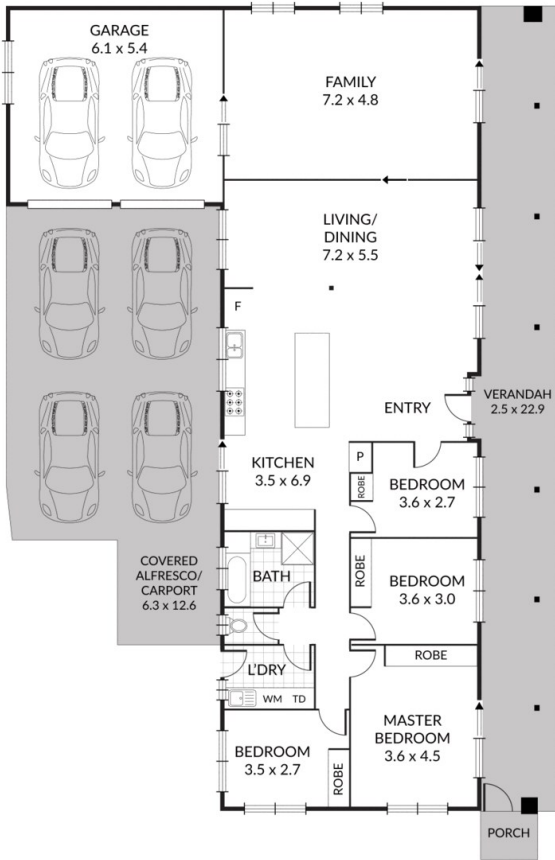 GARAGE
6.1 x 5.4
FAMILY
7.2 x 4.8
LIVING/
DINING
7.2 x 5.5
F
ENTRY
VERANDAH
2.5 x 22.9
KITCHEN
3.5 x 6.9
P
ROBE
BEDROOM
3.6 x 2.7
COVERED
ALFRESCO/
CARPORT
6.3 x 12.6
BATH
ROBE
BEDROOM
3.6 x 3.0
ROBE
L'DRY
WM TD
MASTER
BEDROOM
3.6 x 4.5
BEDROOM
3.5 x 2.7
ROBE
PORCH